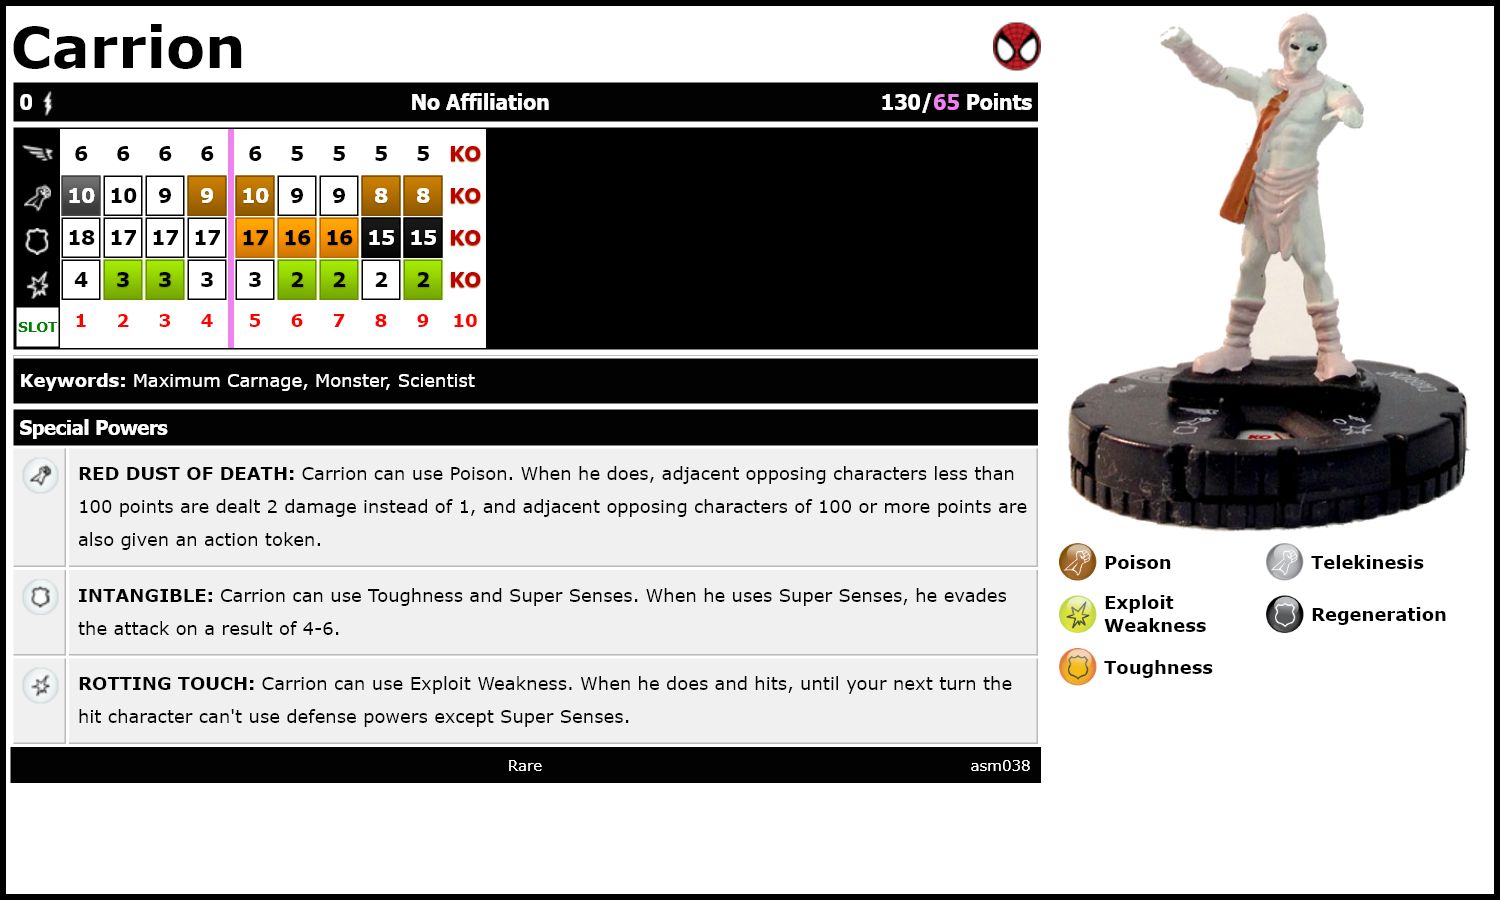 Carrion
0 No Affiliation 130/65 Points
6 6 6 6 6 5 5 5 5 KO
10 10 9 9 10 9 9 8 8 KO
18 17 17 17 17 16 16 15 15 KO
4 3 3 3 3 2 2 2 2 KO
SLOT 1 2 3 4 5 6 7 8 9 10
Keywords: Maximum Carnage, Monster, Scientist
Special Powers
RED DUST OF DEATH: Carrion can use Poison. When he does, adjacent opposing characters less than
100 points are dealt 2 damage instead of 1, and adjacent opposing characters of 100 or more points are
also given an action token.
INTANGIBLE: Carrion can use Toughness and Super Senses. When he uses Super Senses, he evades
the attack on a result of 4-6.
ROTTING TOUCH: Carrion can use Exploit Weakness. When he does and hits, until your next turn the
hit character can't use defense powers except Super Senses.
Rare asm038
KO
0
Poison
Telekinesis
Exploit
Weakness
Regeneration
Toughness